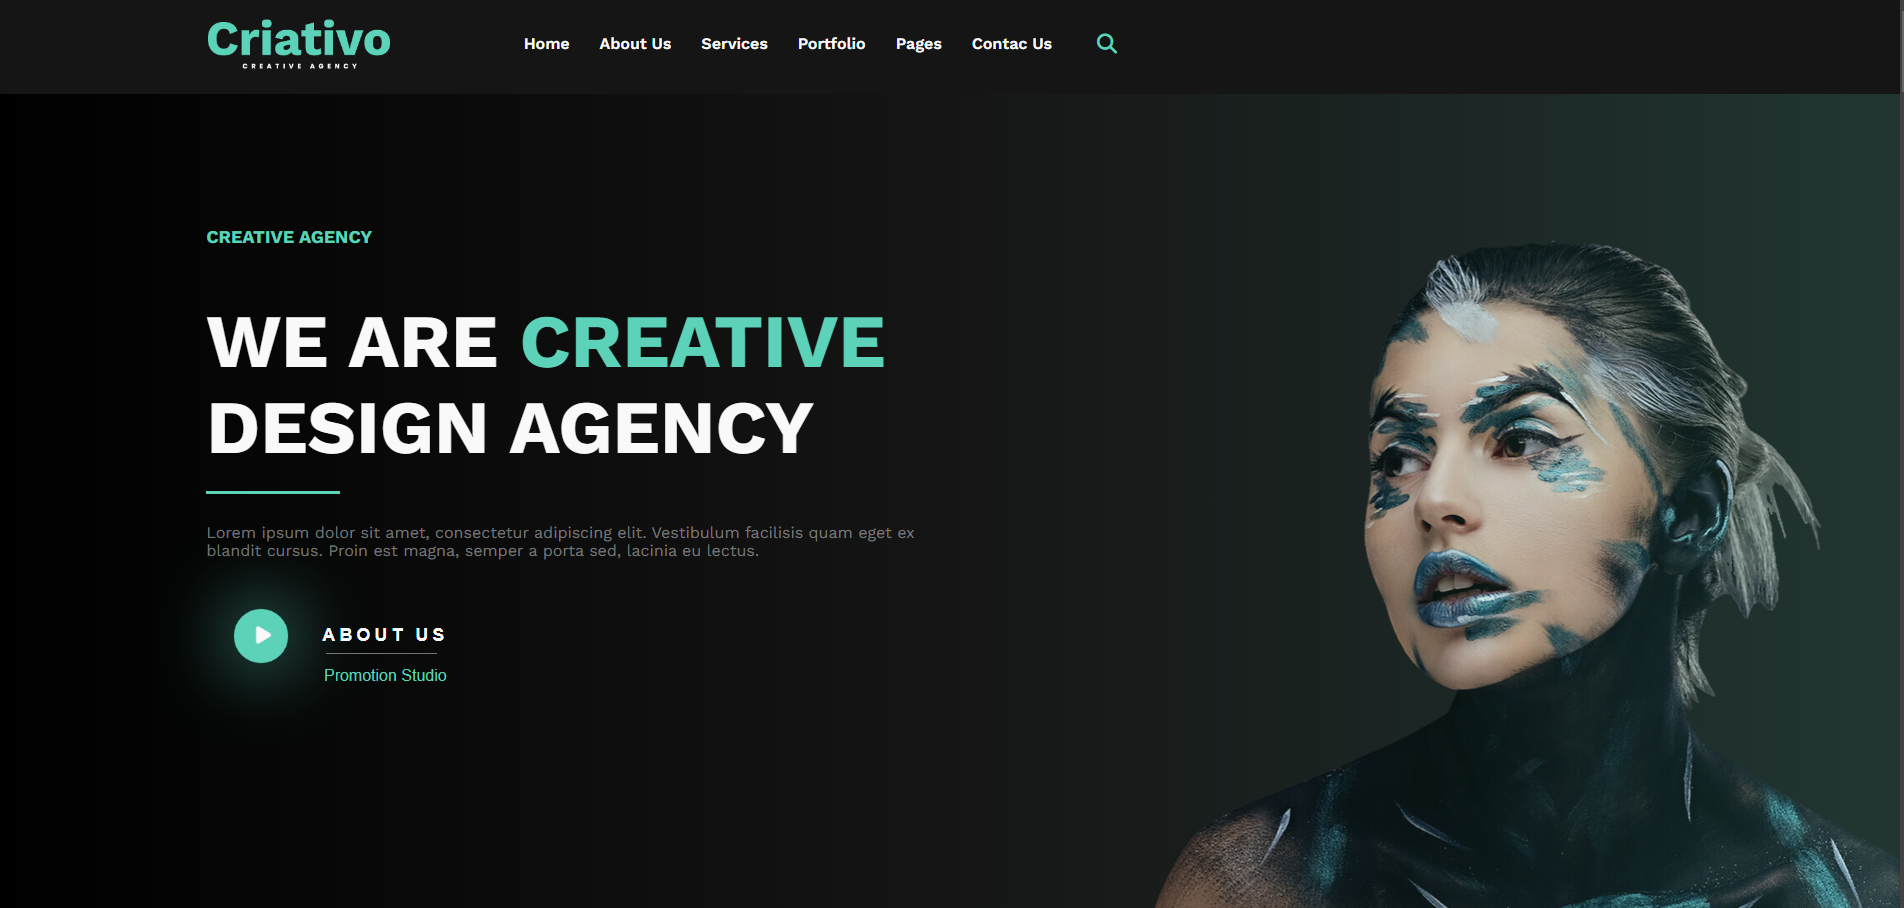 Criativo
CREATIVE AGENCY
Home About Us Services Portfolio Pages Contac Us
CREATIVE AGENCY
WE ARE CREATIVE
DESIGN AGENCY
Lorem ipsum dolor sit amet, consectetur adipiscing elit. Vestibulum facilisis quam eget ex
blandit cursus. Proin est magna, semper a porta sed, lacinia eu lectus.
ABOUT US
Promotion Studio